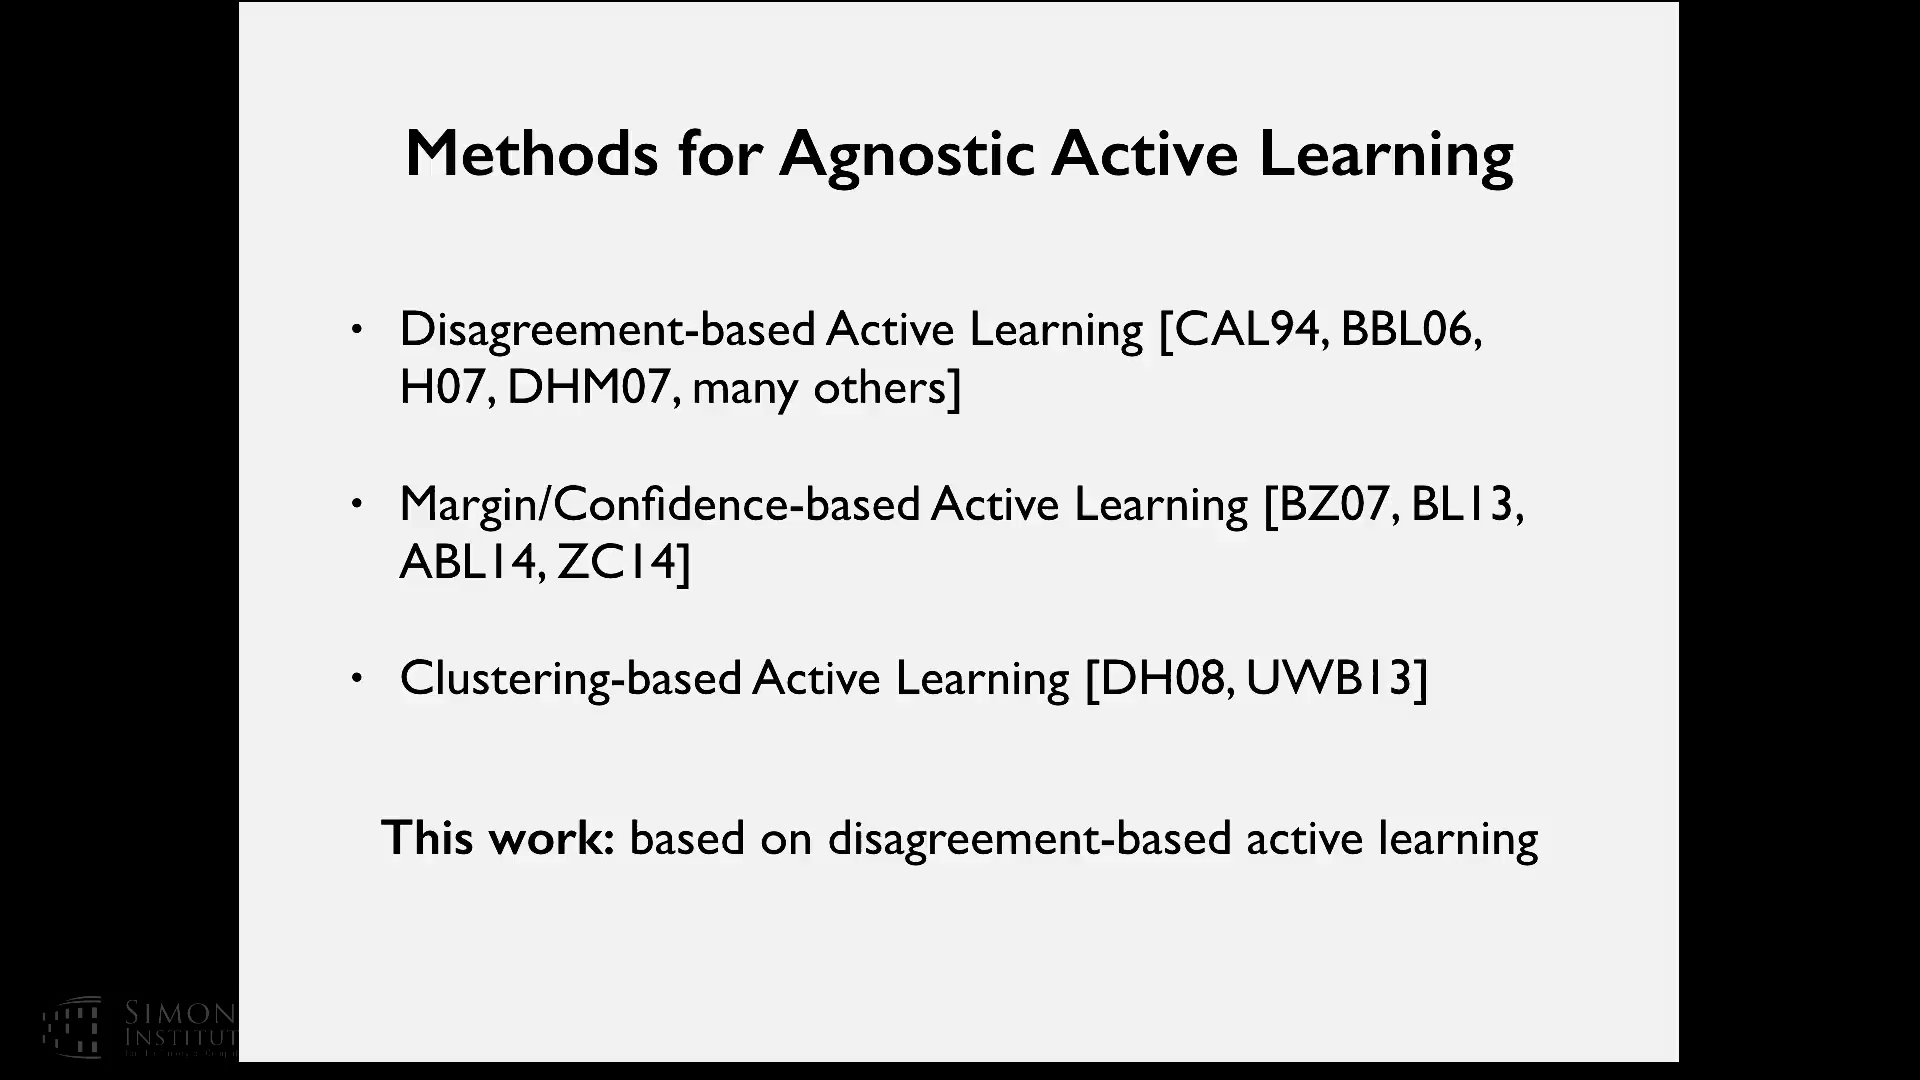 Methods for Agnostic Active Learning
• Disagreement-based Active Learning [CAL94, BBL06,
H07, DHM07, many others]
• Margin/Confidence-based Active Learning [BZ07, BL13,
ABL14, ZC14]
• Clustering-based Active Learning [DH08, UWB13]
This work: based on disagreement-based active learning
SIMON
INSTITUT